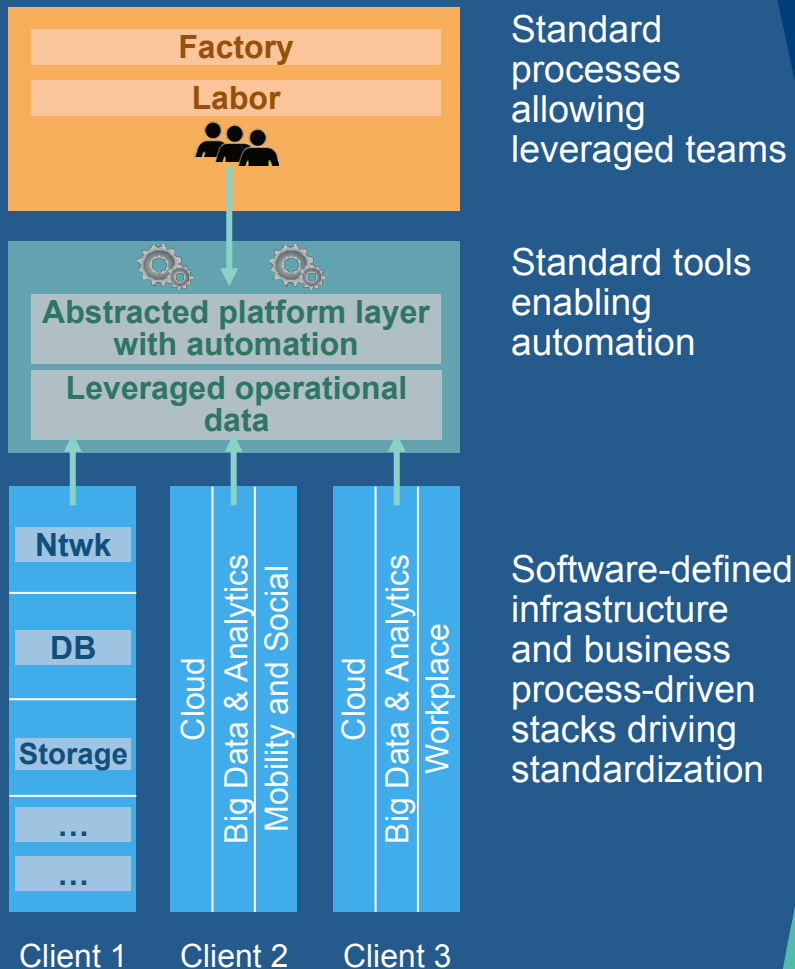 Factory
Labor
Standard
processes
allowing
leveraged teams
Abstracted platform layer
with automation
Leveraged operational
data
Standard tools
enabling
automation
Ntwk
DB
Storage
…
…
Cloud
Big Data & Analytics
Mobility and Social
Cloud
Big Data & Analytics
Workplace
Software-defined
infrastructure
and business
process-driven
stacks driving
standardization
Client 1
Client 2
Client 3